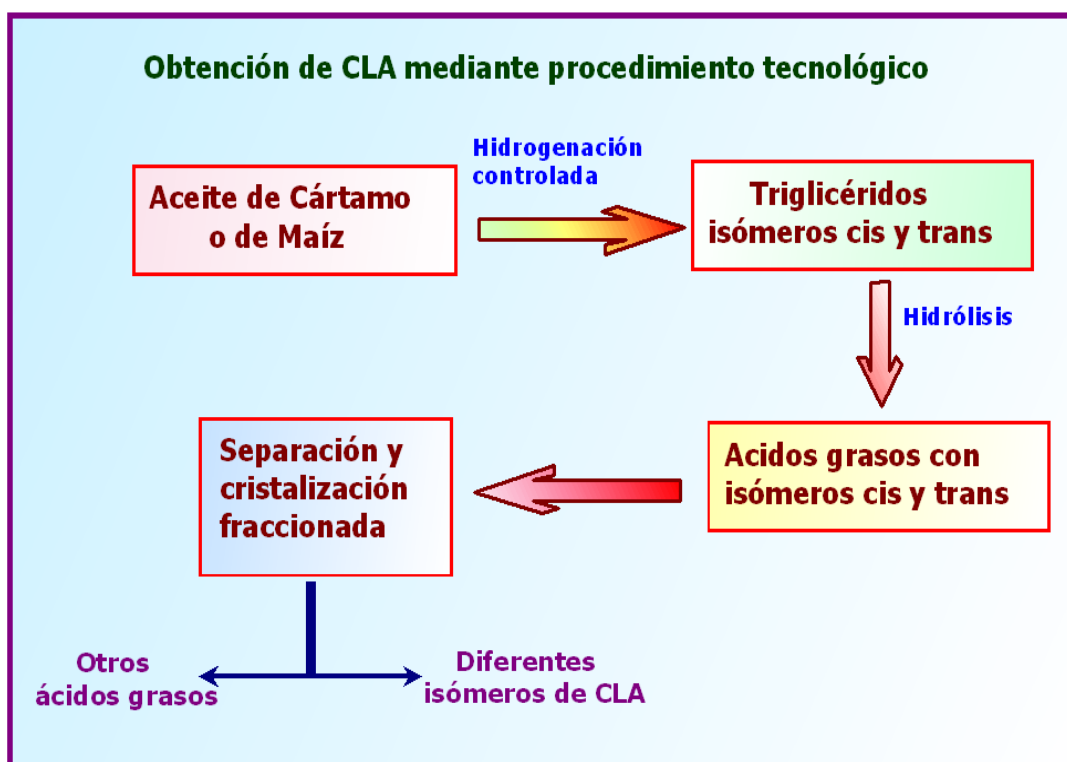 Obtención de CLA mediante procedimiento tecnológico
Hidrogenación
controlada
Aceite de Cártamo
o de Maíz
Triglicéridos
isómeros cis y trans
Hidrólisis
Acidos grasos con
isómeros cis y trans
Separación y
cristalización
fraccionada
Otros
ácidos grasos
Diferentes
isómeros de CLA